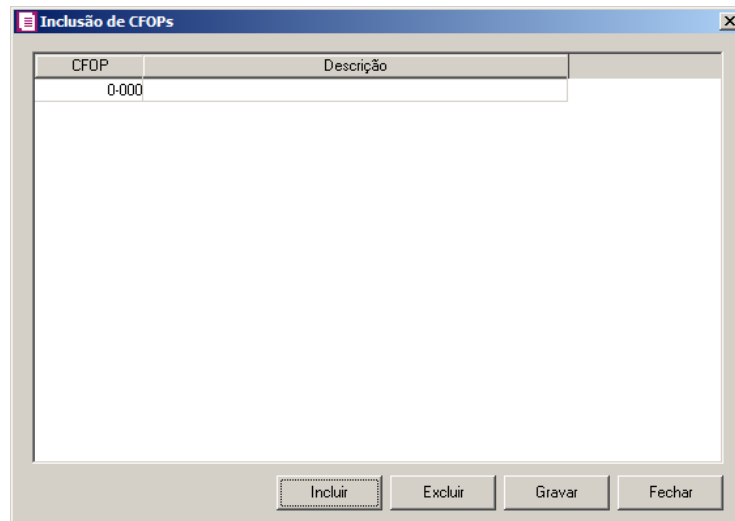 Inclusão de CFOPs
CFOP Descrição
0-000
Incluir Excluir Gravar Fechar